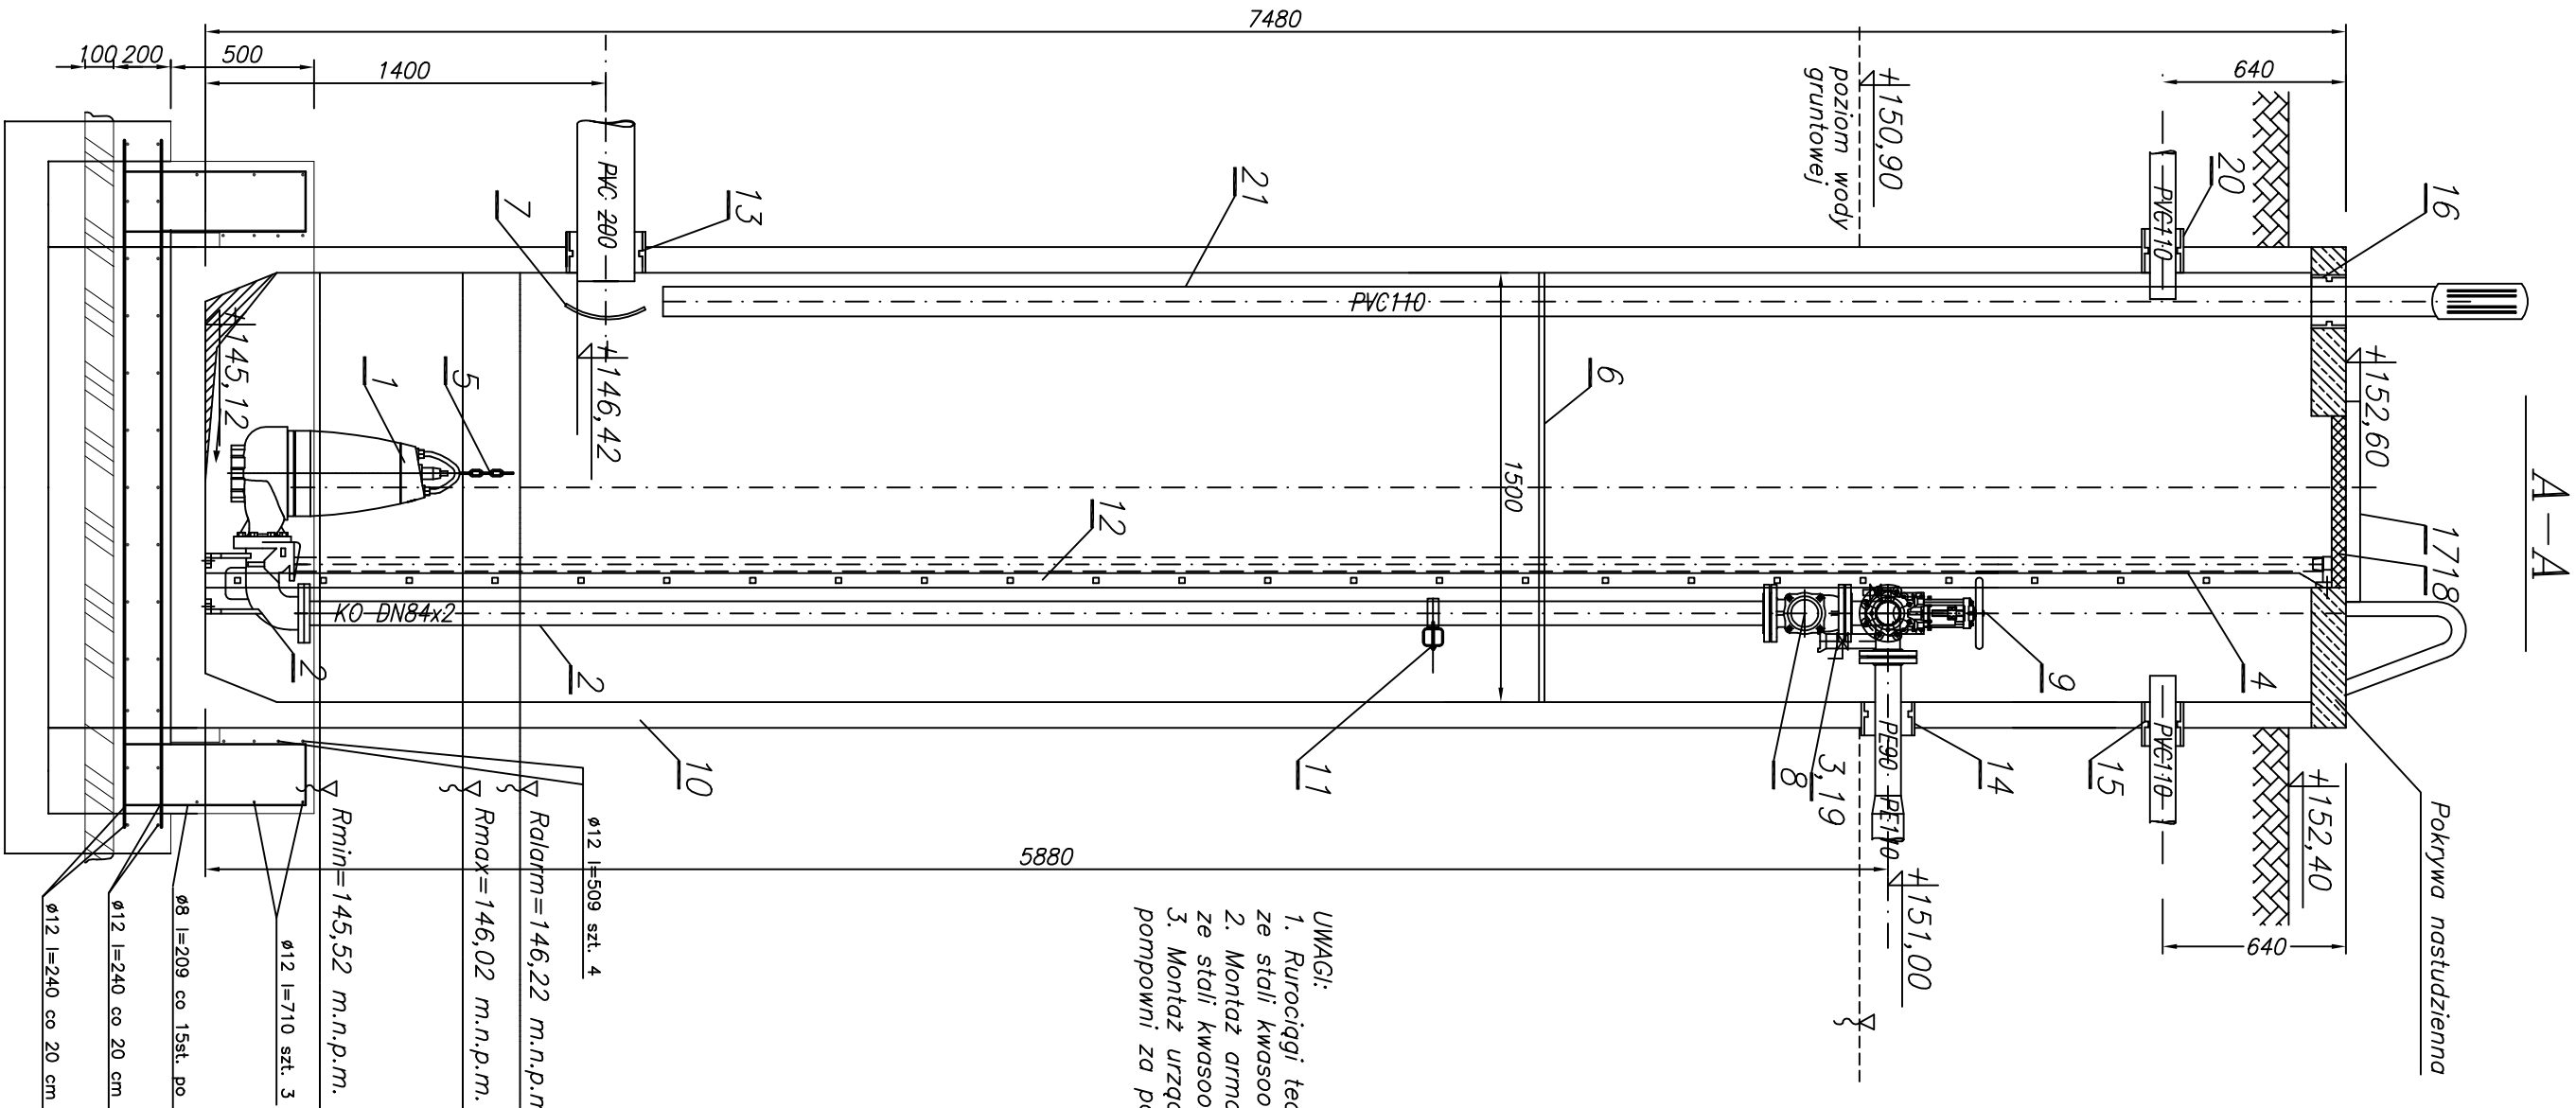 A — A
7480
100
200
500
1400
640
+150,90
poziom wody
gruntowej
20
16
21
13
7
PVC 200
PVC110
PVC110
+145,12
1
5
+146,42
6
1500
+152,60
17
18
12
KO DN84x2
2
2
10
11
3,19
8
9
4
14
15
PE90
PE110
PVC110
+152,40
Pokrywa nastudzienna
5880
+151,00
640
Rmin=145,52 m.n.p.m.
Rmax=146,02 m.n.p.m.
Ralarm=146,22 m.n.p.m
ø12 l=509 szt. 4
ø12 l=710 szt. 3
ø8 l=209 co 15st. po
ø12 l=240 co 20 cm
ø12 l=240 co 20 cm
UWAGI:
1. Rurociągi
ze stali
2. Montaż
ze stali
3. Montaż
pompowni za